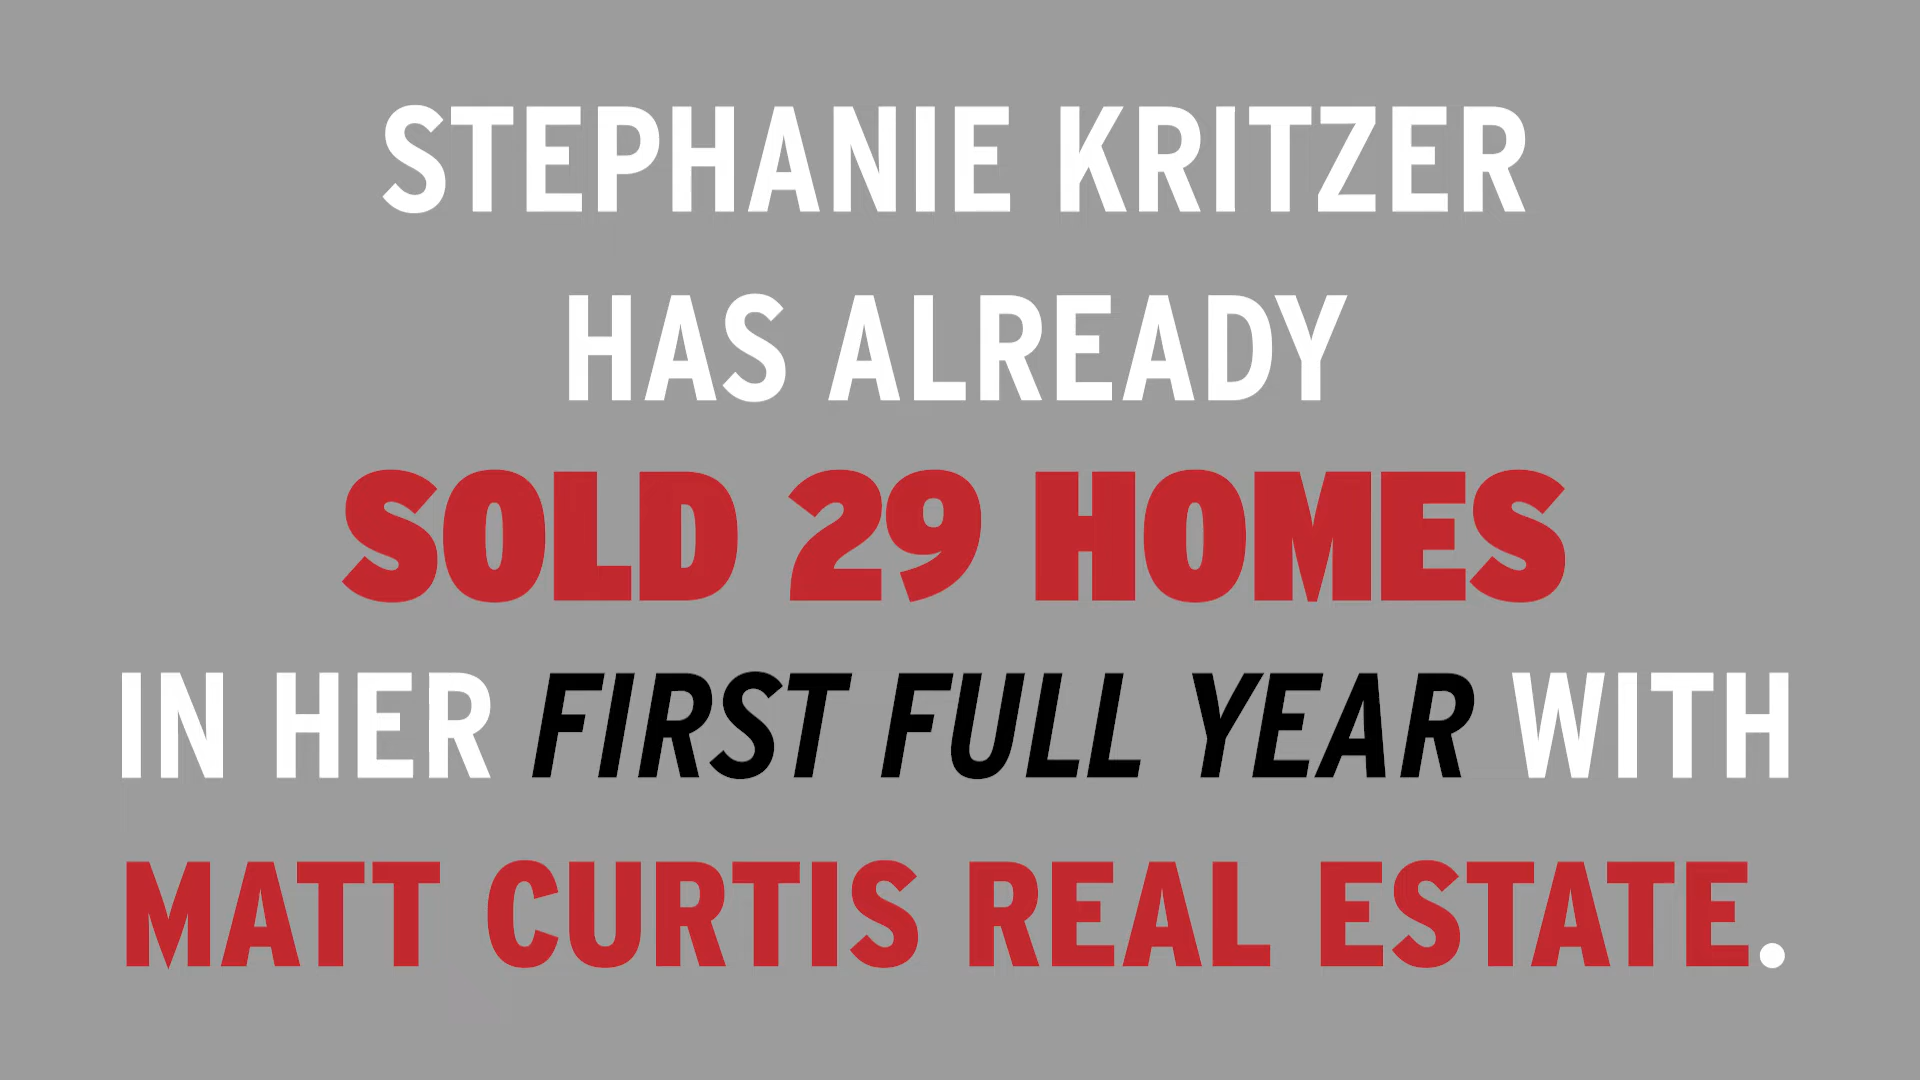 STEPHANIE KRITZER
HAS ALREADY
SOLD 29 HOMES
IN HER FIRST FULL YEAR WITH
MATT CURTIS REAL ESTATE.